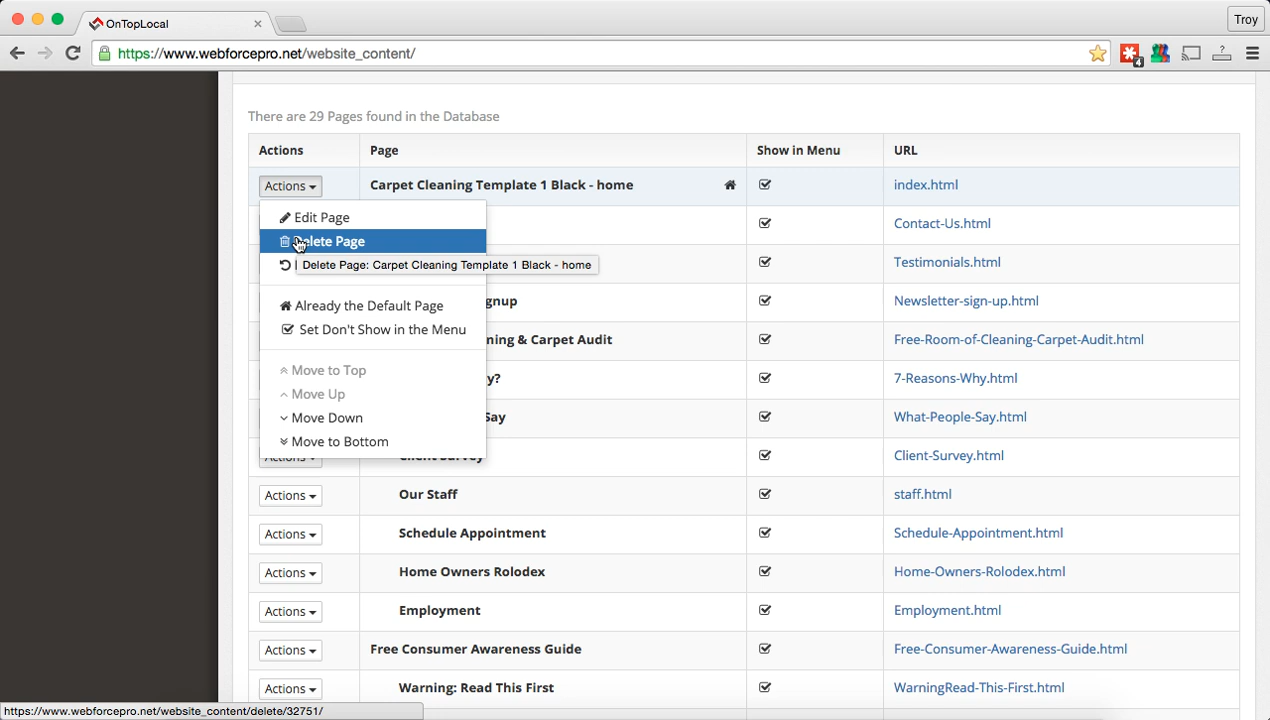 OnTopLocal
Troy
https://www.webforcepro.net/website_content/
4
There are 29 Pages found in the Database
Actions Page Show in Menu URL
Actions Carpet Cleaning Template 1 Black - home index.html
Edit Page
Contact-Us.html
Delete Page
Delete Page: Carpet Cleaning Template 1 Black - home
Testimonials.html
Already the Default Page
gnup Newsletter-sign-up.html
Set Don't Show in the Menu
ning & Carpet Audit Free-Room-of-Cleaning-Carpet-Audit.html
Move to Top
y? 7-Reasons-Why.html
Move Up
Move Down
Say What-People-Say.html
Move to Bottom
Actions Client Survey Client-Survey.html
Actions Our Staff staff.html
Actions Schedule Appointment Schedule-Appointment.html
Actions Home Owners Rolodex Home-Owners-Rolodex.html
Actions Employment Employment.html
Actions Free Consumer Awareness Guide Free-Consumer-Awareness-Guide.html
Actions Warning: Read This First WarningRead-This-First.html
https://www.webforcepro.net/website_content/delete/32751/